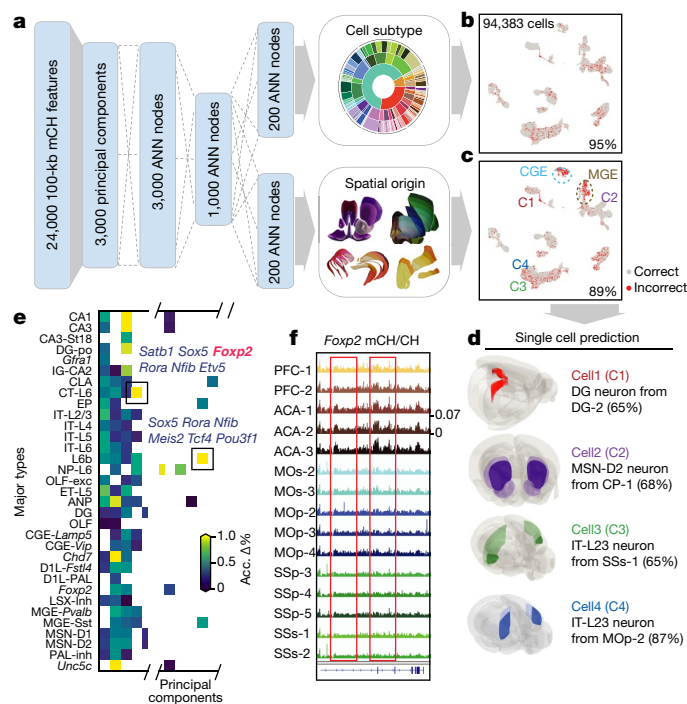 a
24,000 100-kb mCH features
3,000 principal components
3,000 ANN nodes
1,000 ANN nodes
200 ANN nodes
200 ANN nodes
Cell subtype
Spatial origin
b
94,383 cells
95%
c
CGE
MGE
C1
C2
C4
C3
89%
Correct
Incorrect
e
Major types
CA1
CA3
CA3-St18
DG-po
Gfra1
IG-CA2
CLA
CT-L6
EP
IT-L2/3
IT-L4
IT-L5
IT-L6
L6b
NP-L6
OLF-exc
ET-L5
ANP
DG
OLF
CGE-Lamp5
CGE-Vip
Chd7
D1L-Fstl4
D1L-PAL
Foxp2
LSX-Inh
MGE-Pvalb
MGE-Sst
MSN-D1
MSN-D2
PAL-inh
Unc5c
Satb1 Sox5 Foxp2
Rora Nfib Etv5
Sox5 Rora Nfib
Meis2 Tcf4 Pou3f1
1.0
0
Acc. Δ%
Principal
components
f
Foxp2 mCH/CH
PFC-1
PFC-2
ACA-1
ACA-2
ACA-3
MOs-2
MOs-3
MOp-2
MOp-3
MOp-4
SSp-3
SSp-4
SSp-5
SSs-1
SSs-2
0.07
0
d
Single cell prediction
Cell1 (C1)
DG neuron from
DG-2 (65%)
Cell2 (C2)
MSN-D2 neuron
from CP-1 (68%)
Cell3 (C3)
IT-L23 neuron
from SSs-1 (65%)
Cell4 (C4)
IT-L23 neuron
from MOp-2 (87%)